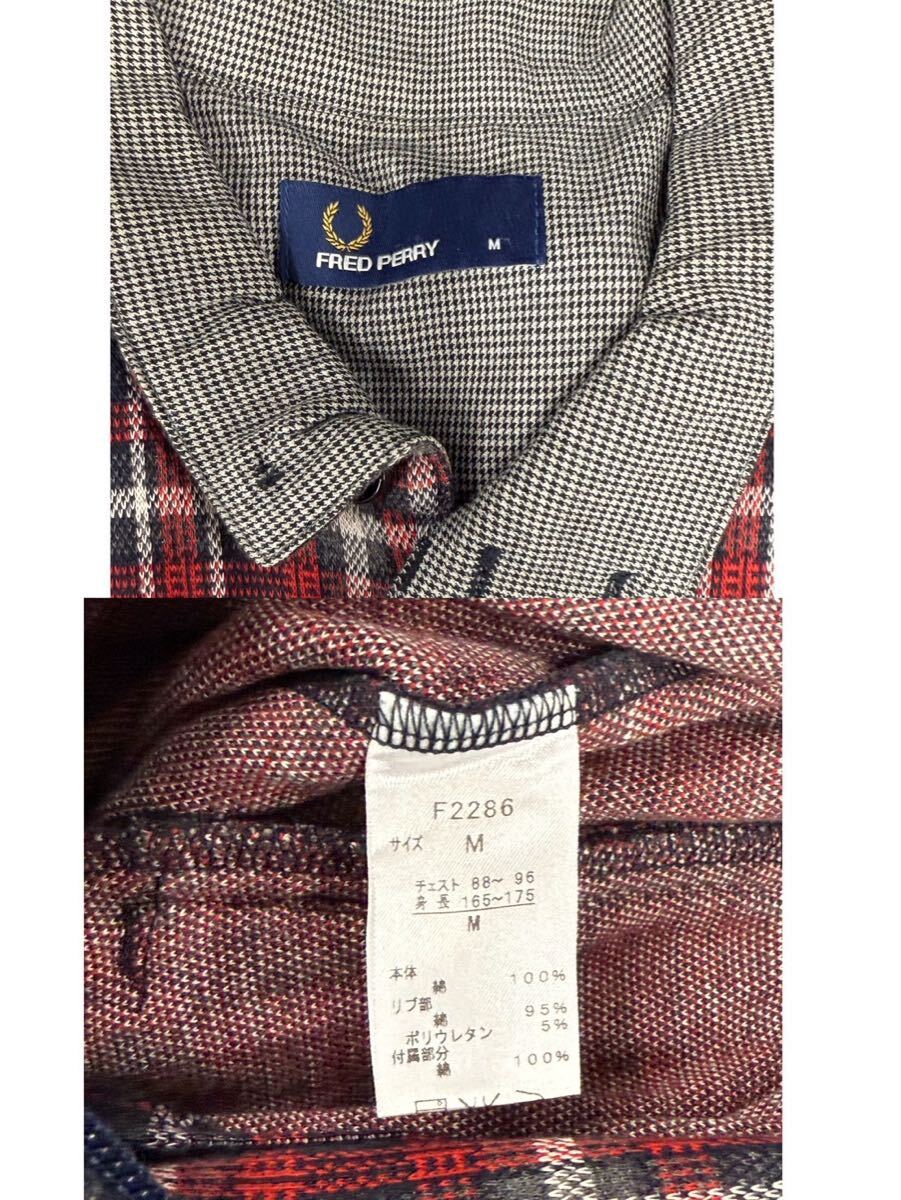 FRED PERRY M
F2286
サイズ M
チェスト 88～ 96
身長 165～175
M
本体
綿 100%
リブ部
綿 95%
ポリウレタン 5%
付属部分
綿 100%